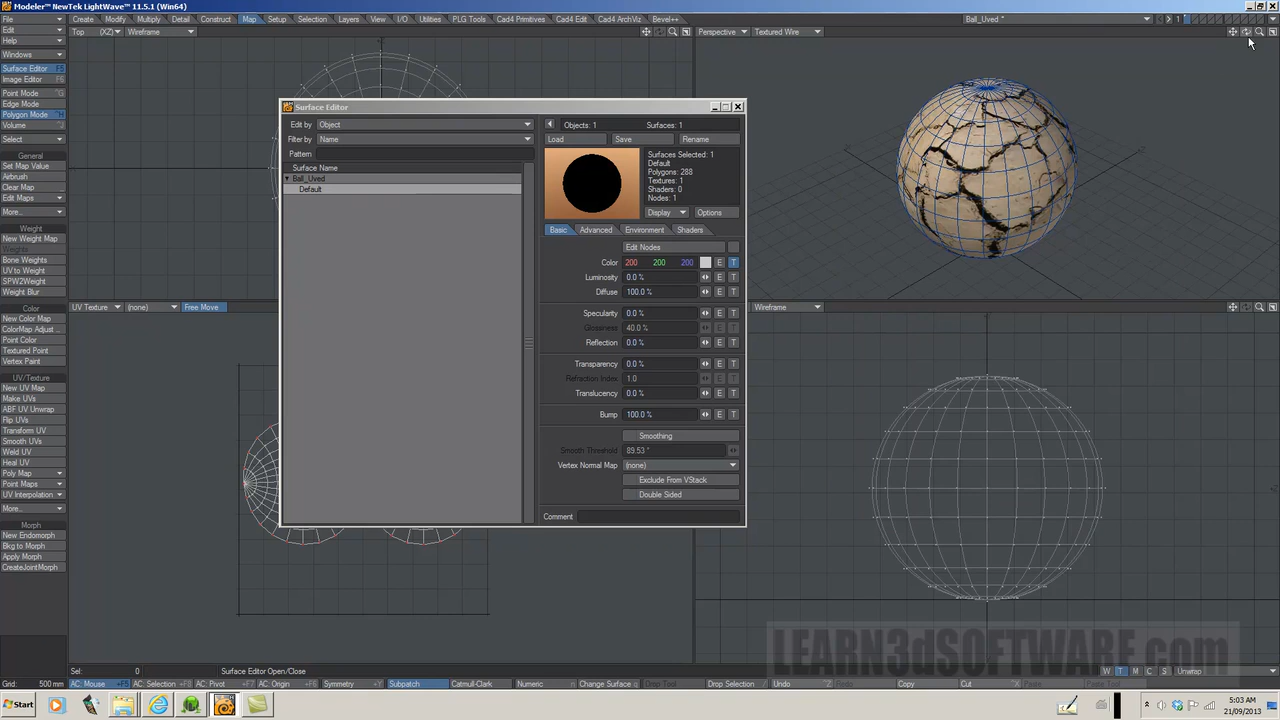 Modeler™ NewTek LightWave™ 11.5.1 (Win64)
File Create Modify Multiply Detail Construct Map Setup Selection Layers View I/O Utilities PLG Tools Cad4 Primitives Cad4 Edit Cad4 ArchViz Bevel++ Ball_Uved * 1
Edit Top (XZ) Wireframe Perspective Textured Wire
Help
Windows
Surface Editor F5
Image Editor F6
Point Mode ^G
Edge Mode
Polygon Mode ^H
Volume ^J
Select
General
Set Map Value
Airbrush
Clear Map
Edit Maps
More...
Weight
New Weight Map
Bone Weights
UV to Weight
SPW2Weight
Weight Blur
Color
New Color Map
ColorMap Adjust ...
Point Color
Textured Point
Vertex Paint
UV/Texture
New UV Map
Make UVs
ABF UV Unwrap
Flip UVs
Transform UV
Smooth UVs
Weld UV
Heal UV
Poly Map
Point Maps
UV Interpolation
More...
Morph
New Endomorph
Bkg to Morph
Apply Morph
CreateJointMorph
Surface Editor
Edit by Object
Filter by Name
Pattern
Surface Name
Ball_Uved
Default
Objects: 1 Surfaces: 1
Load Save Rename
Surfaces Selected: 1
Default
Polygons: 288
Textures: 1
Shaders: 0
Nodes: 1
Display Options
Basic Advanced Environment Shaders
Edit Nodes
Color 200 200 200 E T
Luminosity 0.0 % E T
Diffuse 100.0 % E T
Specularity 0.0 % E T
Glossiness 40.0 % E T
Reflection 0.0 % E T
Transparency 0.0 % E T
Refraction Index 1.0 E T
Translucency 0.0 % E T
Bump 100.0 % E T
Smoothing
Smooth Threshold 89.53 °
Vertex Normal Map (none)
Exclude From VStack
Double Sided
Comment
UV Texture (none) Free Move Wireframe
LEARN3dSOFTWARE.com
Sel: 0 Surface Editor Open/Close W T M C S Unwrap
Grid: 500 mm AC: Mouse +F5 AC: Selection +F8 AC: Pivot +F7 AC: Origin +F6 Symmetry +Y Subpatch Catmull-Clark Numeric n Change Surface q Drop Tool Drop Selection / Undo Copy Cut Paste Paste Tool
Start 5:03 AM
21/09/2013